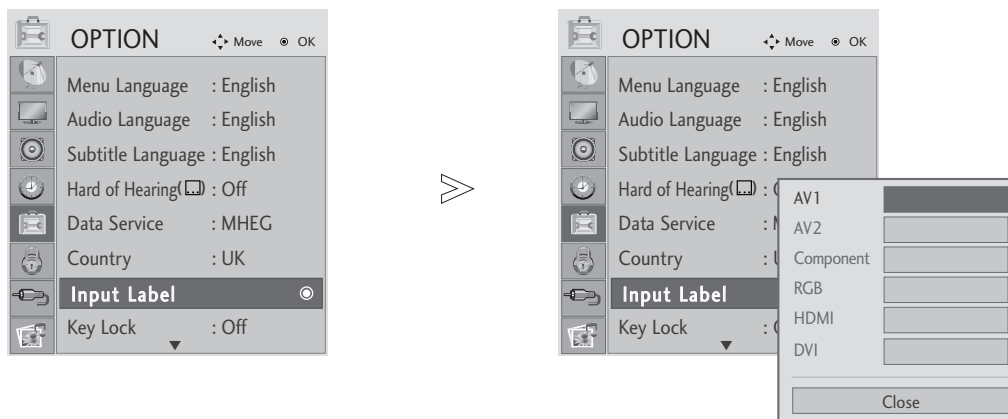 OPTION Move OK
Menu Language : English
Audio Language : English
Subtitle Language : English
Hard of Hearing( ) : Off
Data Service : MHEG
Country : UK
Input Label
Key Lock : Off
OPTION Move OK
Menu Language : English
Audio Language : English
Subtitle Language : English
Hard of Hearing( ) :
Data Service :
Country :
Input Label
Key Lock :
AV1
AV2
Component
RGB
HDMI
DVI
Close